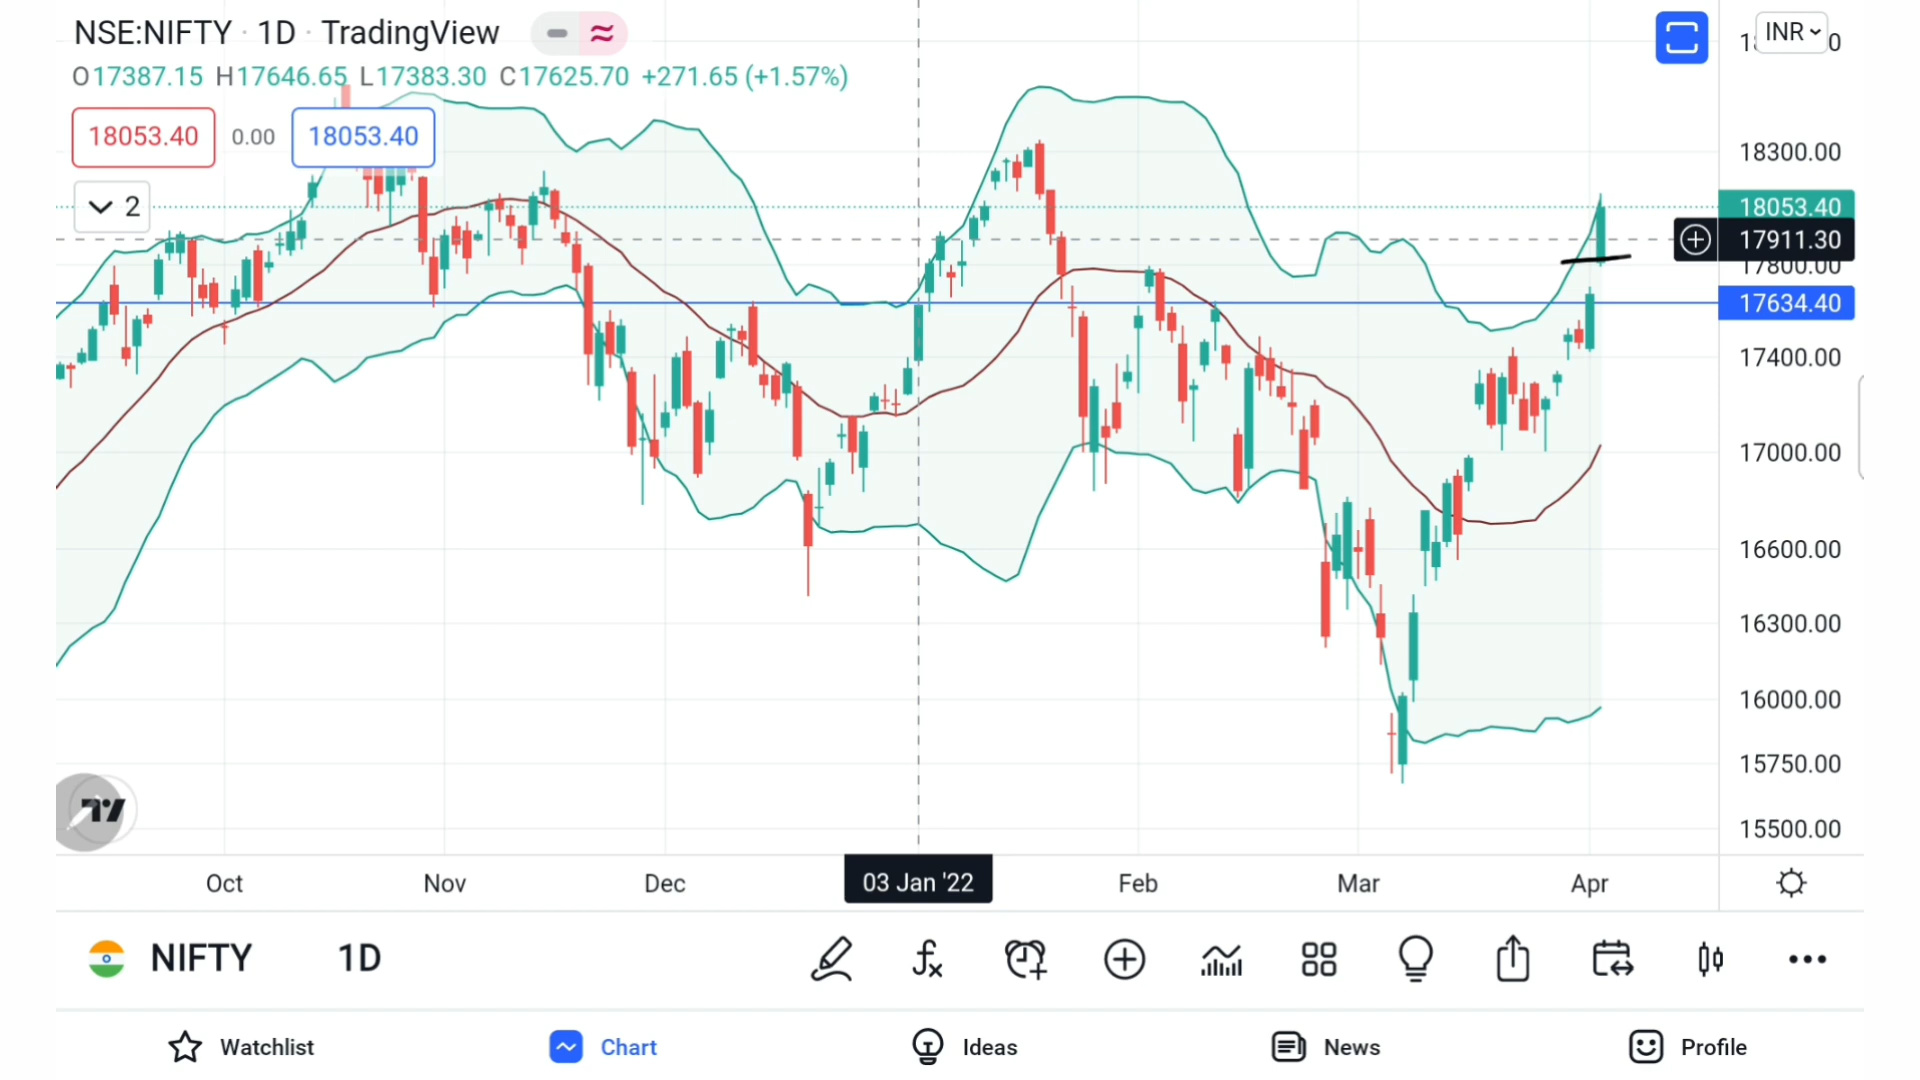 NSE:NIFTY · 1D · TradingView
O17387.15 H17646.65 L17383.30 C17625.70 +271.65 (+1.57%)
18053.40 0.00 18053.40
2
INR
18300.00
18053.40
17911.30
17800.00
17634.40
17400.00
17000.00
16600.00
16300.00
16000.00
15750.00
15500.00
Oct Nov Dec 03 Jan '22 Feb Mar Apr
NIFTY 1D
Watchlist Chart Ideas News Profile